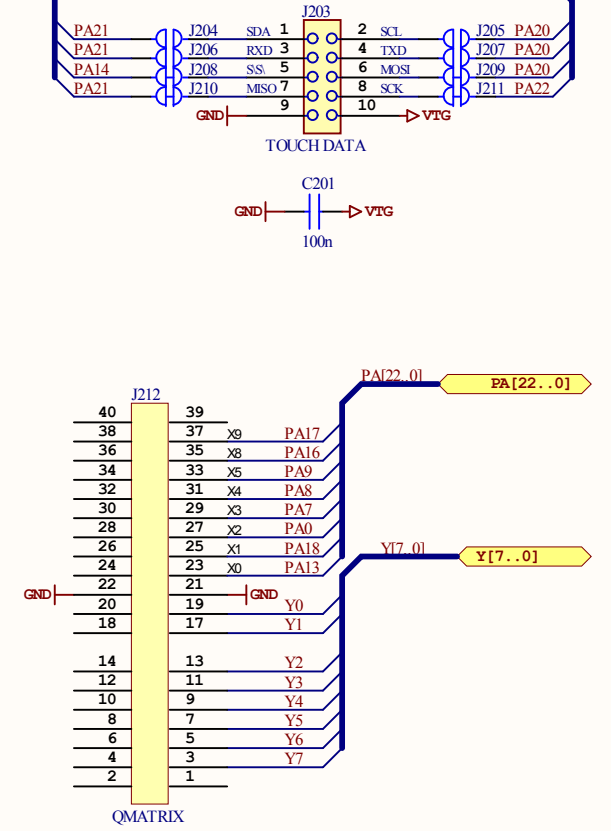 J203
PA21 J204 SDA 1 2 SCL J205 PA20
PA21 J206 RXD 3 4 TXD J207 PA20
PA14 J208 S\S\ 5 6 MOSI J209 PA20
PA21 J210 MISO 7 8 SCK J211 PA22
GND 9 10 VTG
TOUCH DATA
C201
GND VTG
100n
PA[22..0] PA[22..0]
J212
40 39
38 37 X9 PA17
36 35 X8 PA16
34 33 X5 PA9
32 31 X4 PA8
30 29 X3 PA7
28 27 X2 PA0
26 25 X1 PA18
24 23 X0 PA13
Y[7..0] Y[7..0]
GND 22 21 GND
20 19 Y0
18 17 Y1
14 13 Y2
12 11 Y3
10 9 Y4
8 7 Y5
6 5 Y6
4 3 Y7
2 1
QMATRIX